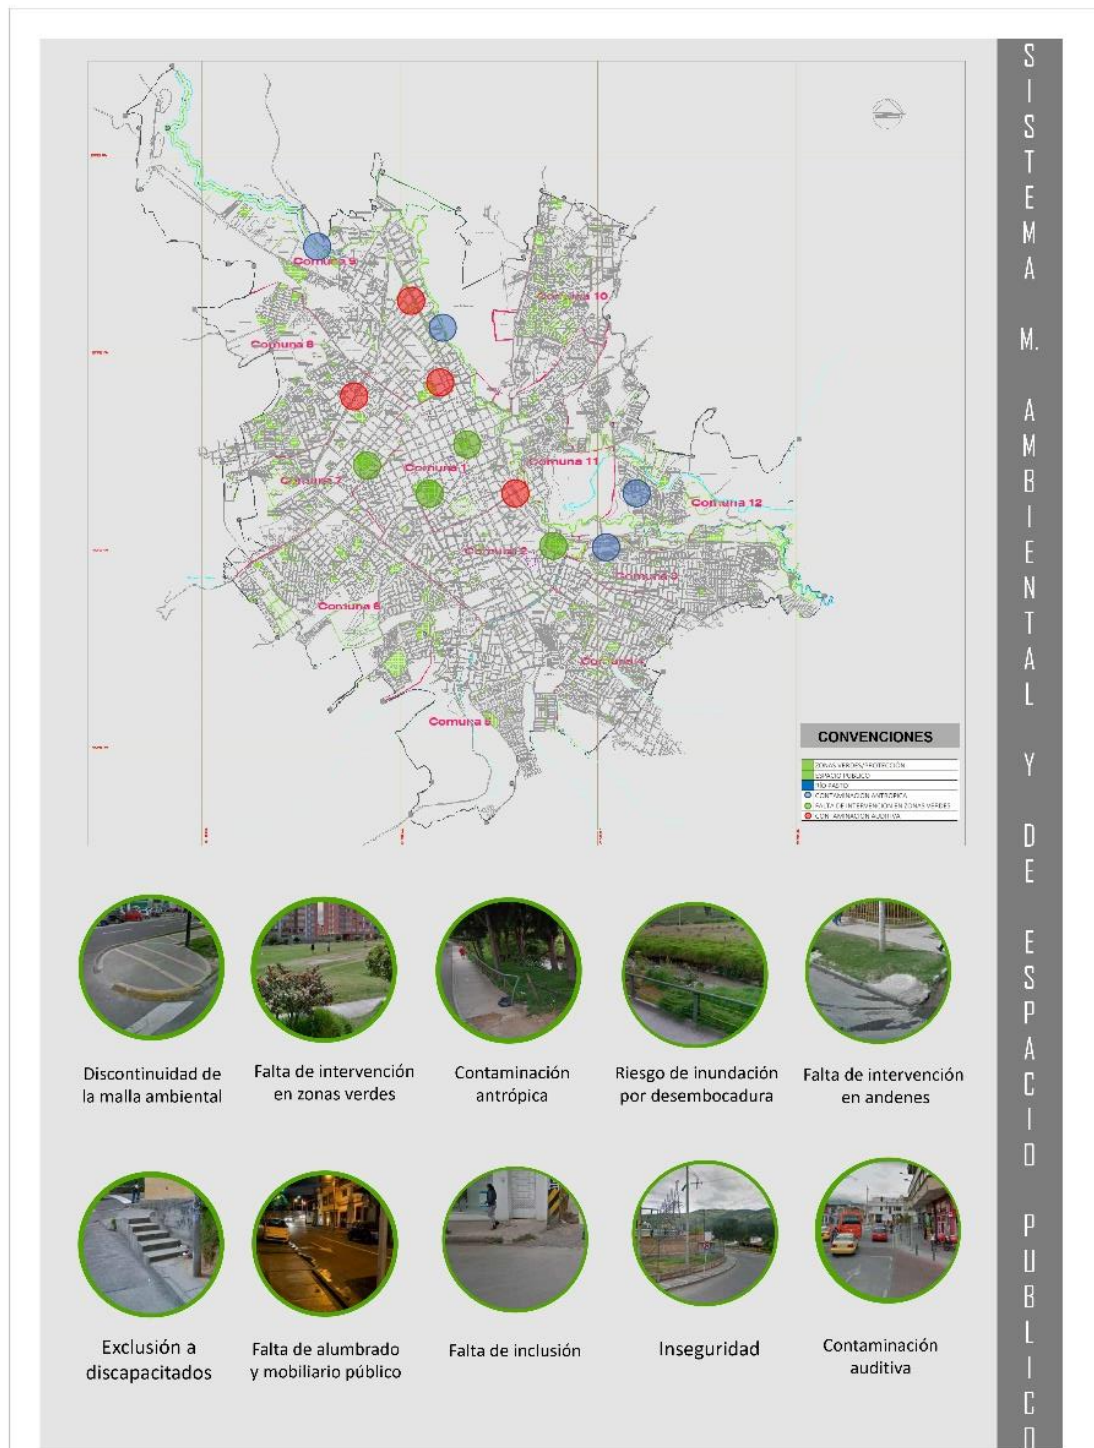 SISTEMA M. AMBIENTAL Y DE ESPACIO PUBLICO
Comuna 9
Comuna 10
Comuna 8
Comuna 11
Comuna 1
Comuna 7
Comuna 12
Comuna 2
Comuna 3
Comuna 6
Comuna 4
Comuna 5
CONVENCIONES
ZONAS VERDES/PROTECCIÓN
ESPACIO PÚBLICO
RÍO PASTO
CONTAMINACIÓN ANTRÓPICA
FALTA DE INTERVENCIÓN EN ZONAS VERDES
CONTAMINACIÓN AUDITIVA
Discontinuidad de
la malla ambiental
Falta de intervención
en zonas verdes
Contaminación
antrópica
Riesgo de inundación
por desembocadura
Falta de intervención
en andenes
Exclusión a
discapacitados
Falta de alumbrado
y mobiliario público
Falta de inclusión
Inseguridad
Contaminación
auditiva